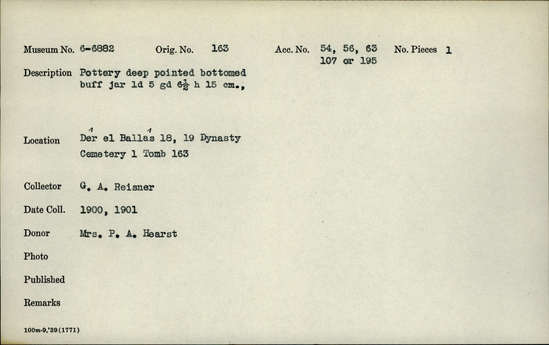 Museum No. 6-6882 Orig. No. 163 Acc. No. 54, 56, 63 No. Pieces 1
107 or 195
Description Pottery deep pointed bottomed
buff jar ld 5 gd 6½ h 15 cm.,
Location Der el Ballas 18, 19 Dynasty
Cemetery 1 Tomb 163
Collector G. A. Reisner
Date Coll. 1900, 1901
Donor Mrs. P. A. Hearst
Photo
Published
Remarks
100m-9,'39(1771)